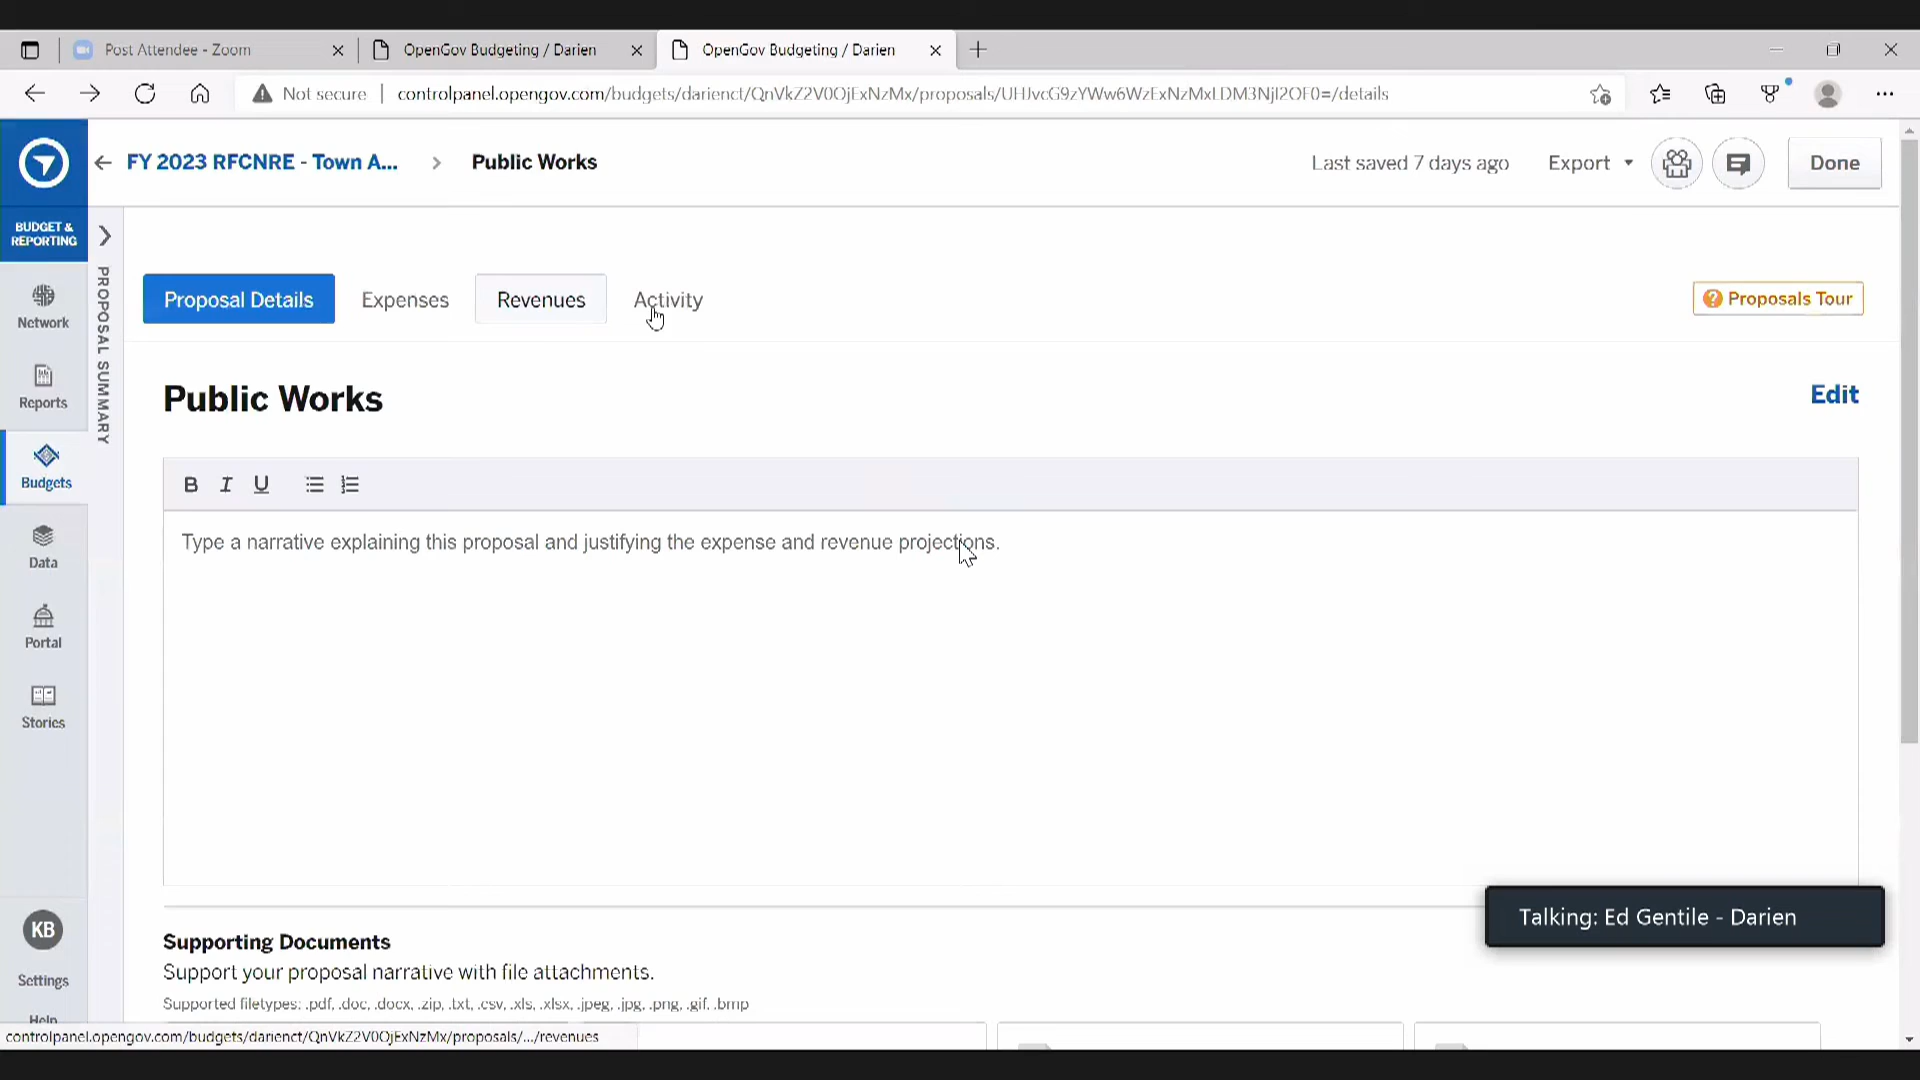 Post Attendee - Zoom
OpenGov Budgeting / Darien
OpenGov Budgeting / Darien
Not secure
controlpanel.opengov.com/budgets/darienct/QnVkZ2V0OjExNzMx/proposals/UHJvcG9zYWw6WzExNzMxLDM3NjI2OF0=/details
FY 2023 RFCNRE - Town A...
Public Works
Last saved 7 days ago
Export
Done
BUDGET &
REPORTING
PROPOSAL SUMMARY
Network
Reports
Budgets
Data
Portal
Stories
KB
Settings
Help
Proposal Details
Expenses
Revenues
Activity
Proposals Tour
Public Works
Edit
B I U
Type a narrative explaining this proposal and justifying the expense and revenue projections.
Supporting Documents
Support your proposal narrative with file attachments.
Supported filetypes: .pdf, .doc, .docx, .zip, .txt, .csv, .xls, .xlsx, .jpeg, .jpg, .png, .gif, .bmp
Talking: Ed Gentile - Darien
controlpanel.opengov.com/budgets/darienct/QnVkZ2V0OjExNzMx/proposals/.../revenues